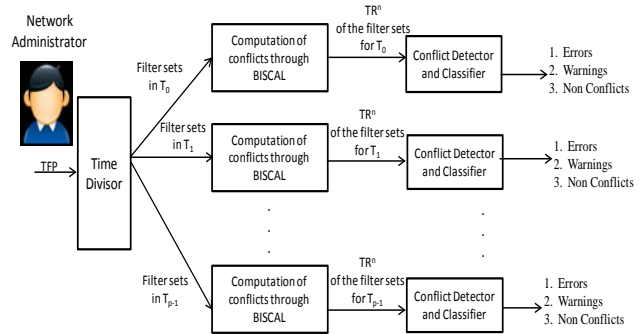 Network
Administrator
TFP
Time
Divisor
Filter sets
in T0
Computation of
conflicts through
BISCAL
TRⁿ
of the filter sets
for T0
Conflict Detector
and Classifier
1. Errors
2. Warnings
3. Non Conflicts
Filter sets
in T1
Computation of
conflicts through
BISCAL
TRⁿ
of the filter sets
for T1
Conflict Detector
and Classifier
1. Errors
2. Warnings
3. Non Conflicts
Filter sets
in Tp-1
Computation of
conflicts through
BISCAL
TRⁿ
of the filter sets
for Tp-1
Conflict Detector
and Classifier
1. Errors
2. Warnings
3. Non Conflicts